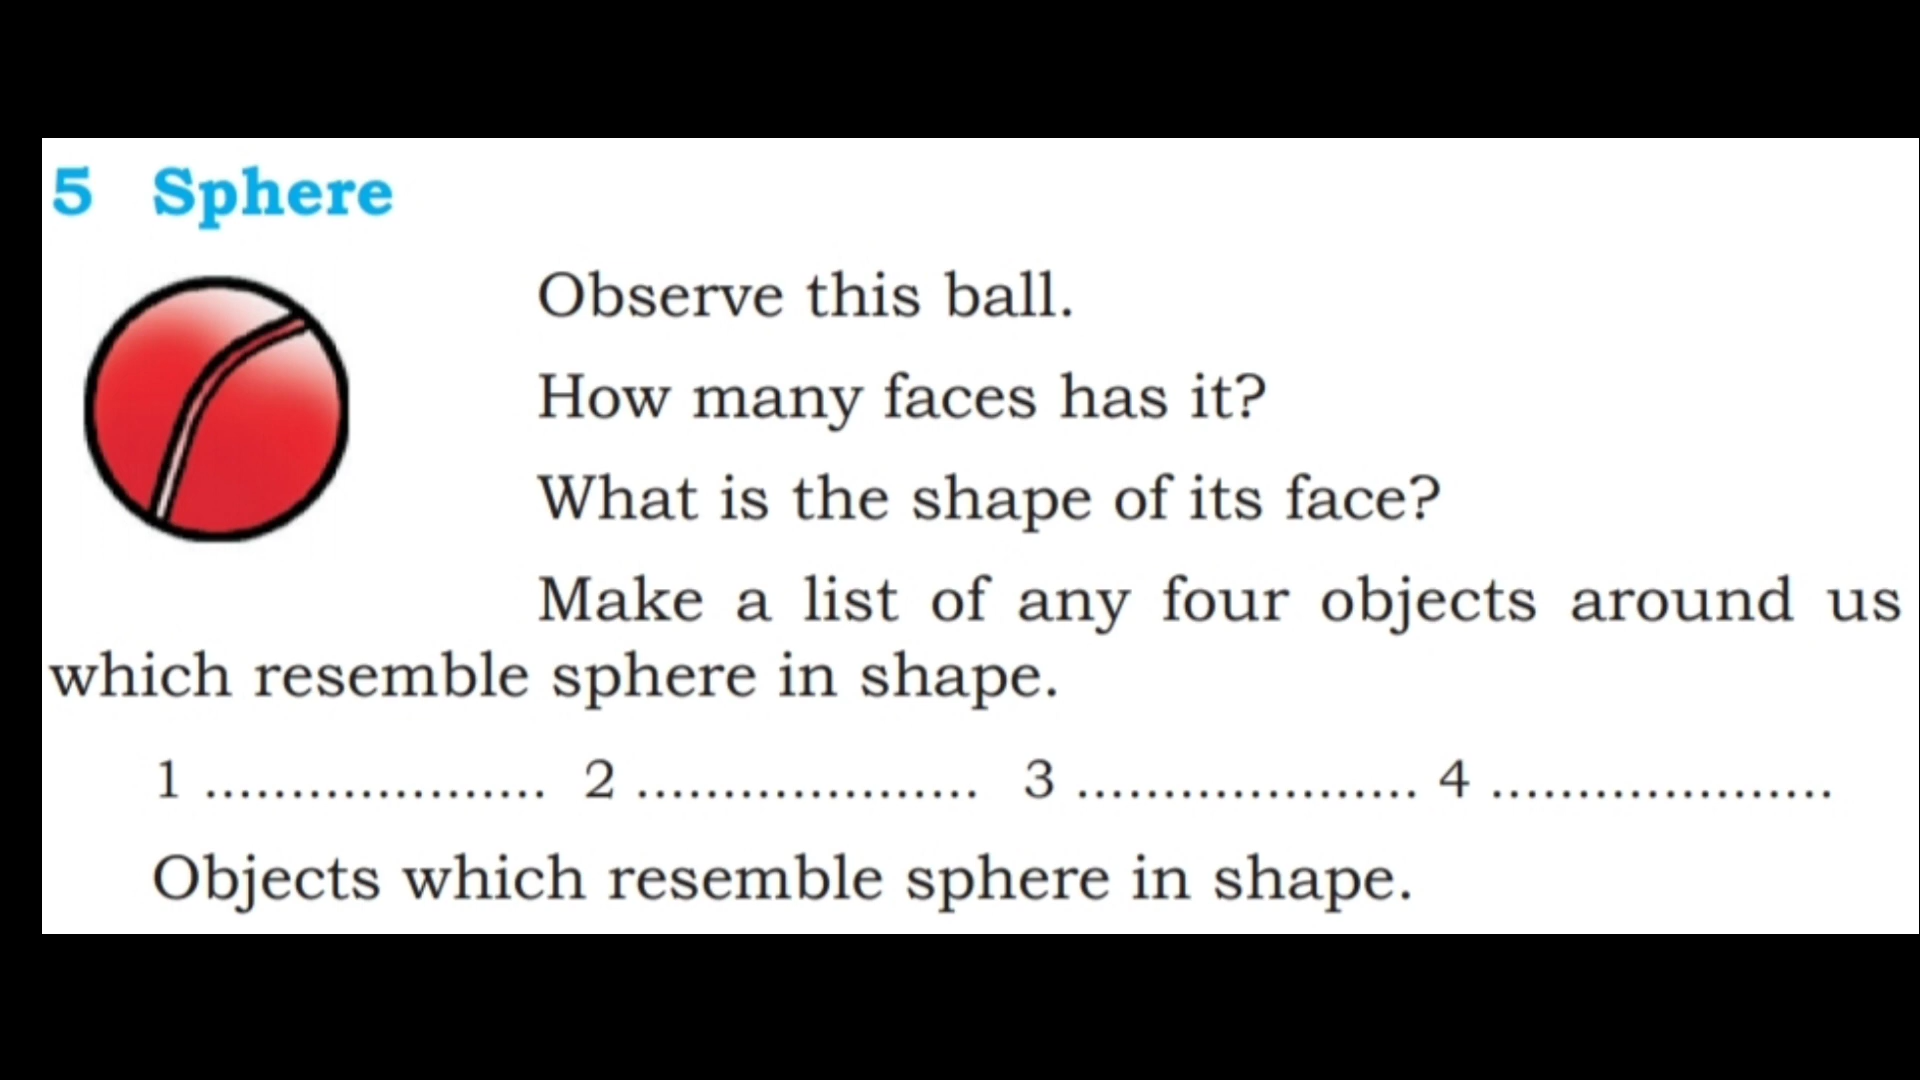 5 Sphere
Observe this ball.
How many faces has it?
What is the shape of its face?
Make a list of any four objects around us
which resemble sphere in shape.
1 .................... 2 .................... 3 .................... 4 ....................
Objects which resemble sphere in shape.